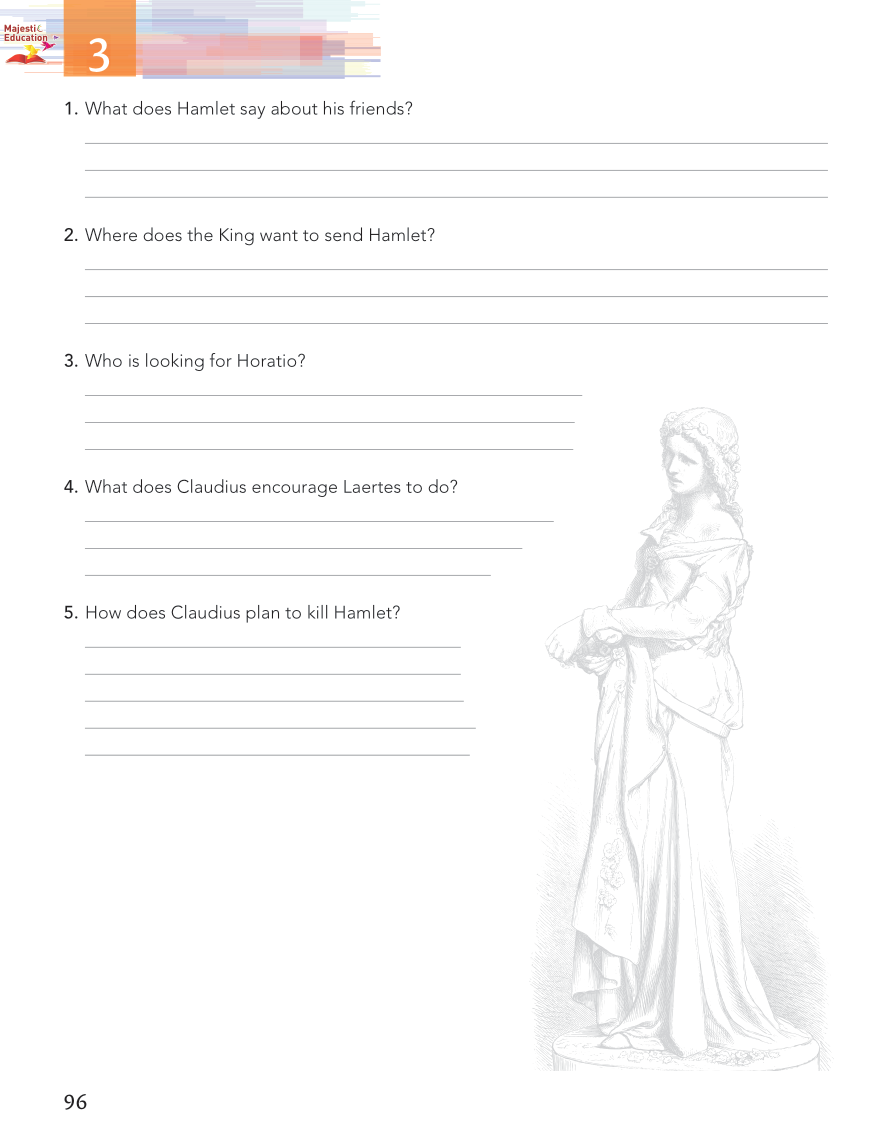 Majestic
Education
3
1. What does Hamlet say about his friends?
2. Where does the King want to send Hamlet?
3. Who is looking for Horatio?
4. What does Claudius encourage Laertes to do?
5. How does Claudius plan to kill Hamlet?
96